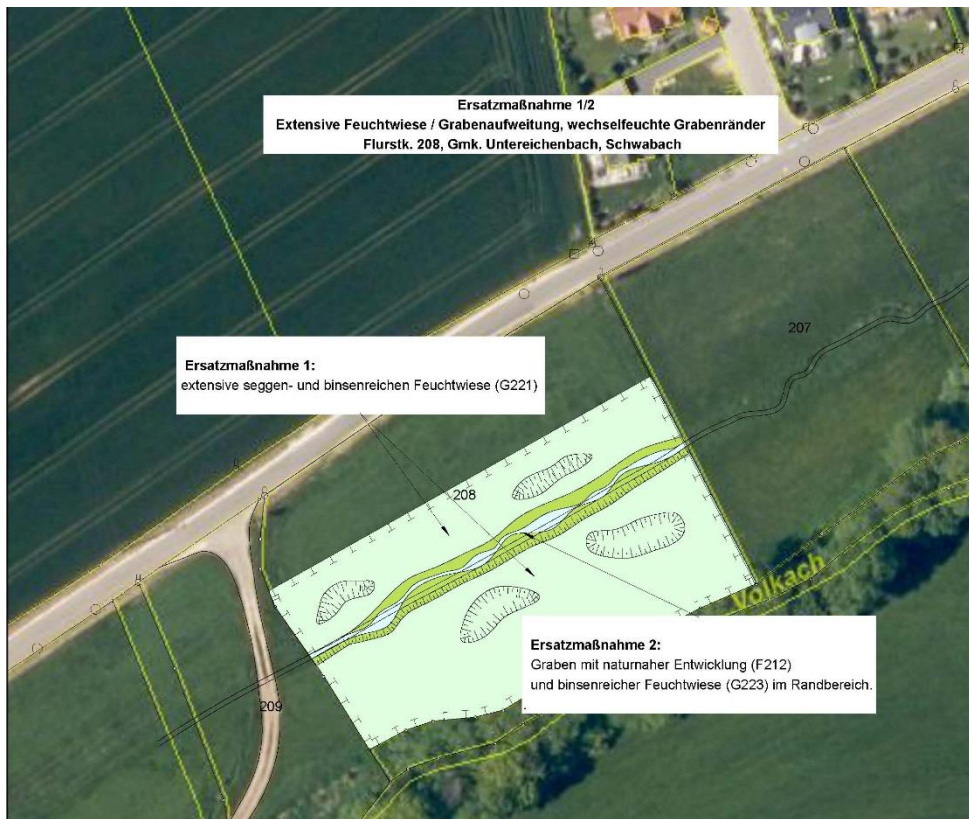 Ersatzmaßnahme 1/2
Extensive Feuchtwiese / Grabenaufweitung, wechselfeuchte Grabenränder
Flurstk. 208, Gmk. Untereichenbach, Schwabach
207
Ersatzmaßnahme 1:
extensive seggen- und binsenreichen Feuchtwiese (G221)
208
Volkach
Ersatzmaßnahme 2:
Graben mit naturnaher Entwicklung (F212)
und binsenreicher Feuchtwiese (G223) im Randbereich.
209